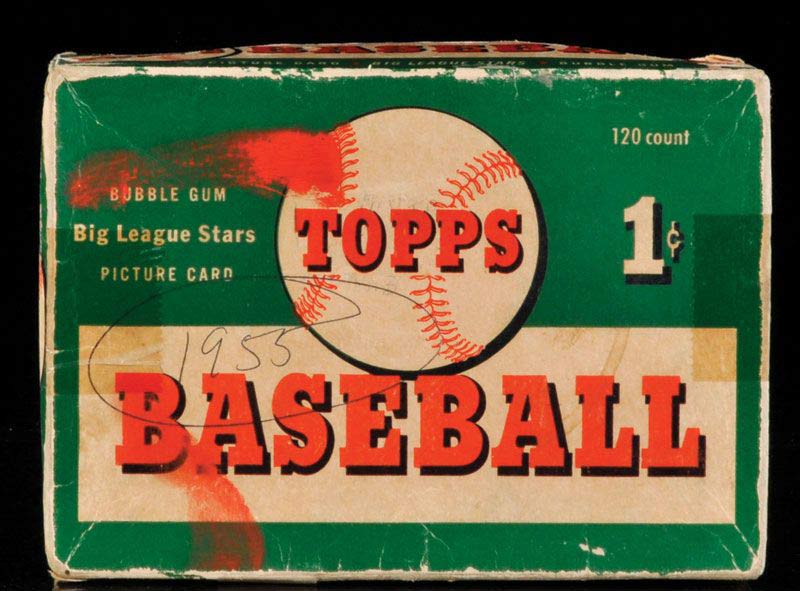 BASEBALL
PICTURE CARD BIG LEAGUE STARS BUBBLE GUM
120 count
BUBBLE GUM
Big League Stars
PICTURE CARD
TOPPS
1¢
1955
BASEBALL